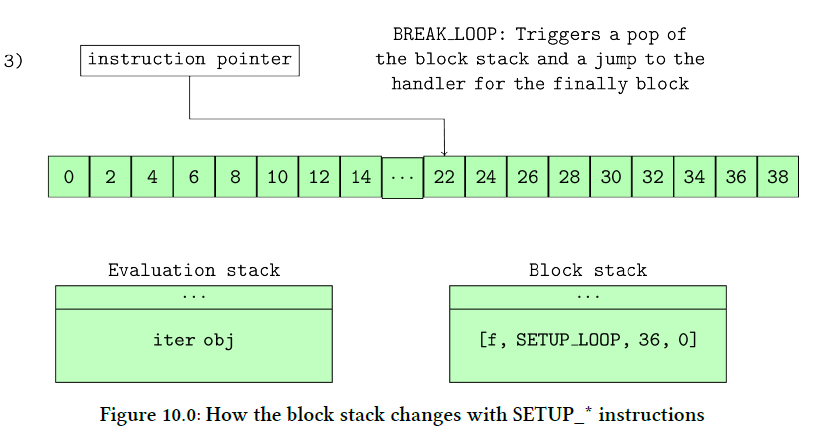 BREAK_LOOP: Triggers a pop of
3)
instruction pointer
the block stack and a jump to the
handler for the finally block
0 2 4 6 8 10 12 14 ... 22 24 26 28 30 32 34 36 38
Evaluation stack
Block stack
...
...
iter obj
[f, SETUP_LOOP, 36, 0]
Figure 10.0: How the block stack changes with SETUP_* instructions